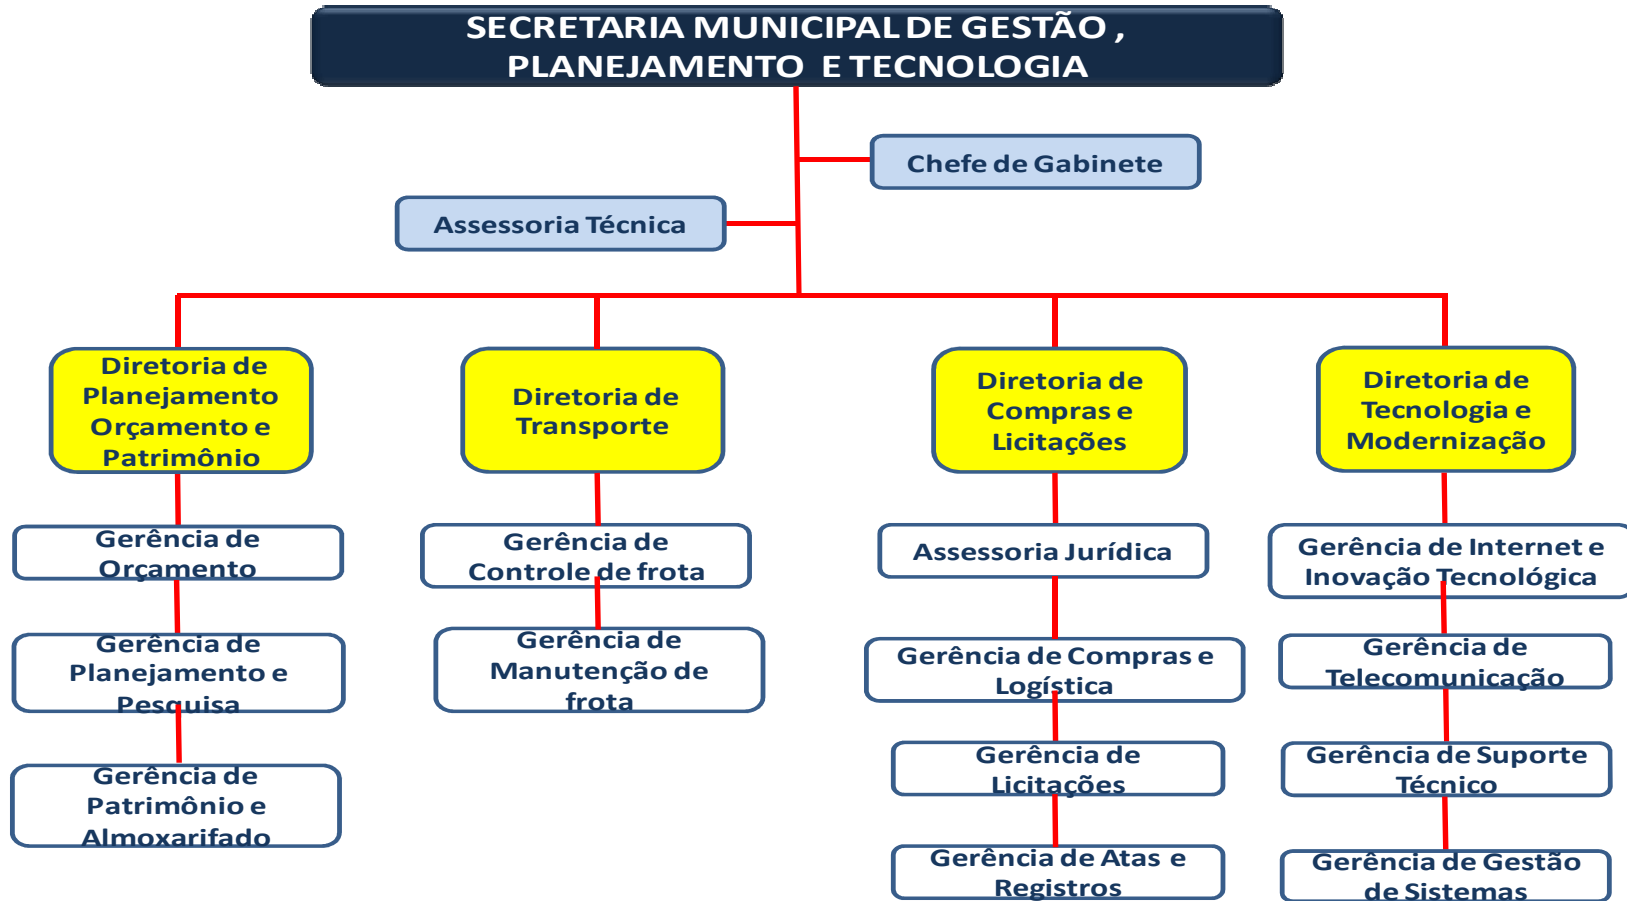 SECRETARIA MUNICIPAL DE GESTÃO ,
PLANEJAMENTO E TECNOLOGIA
Chefe de Gabinete
Assessoria Técnica
Diretoria de
Planejamento
Orçamento e
Patrimônio
Diretoria de
Transporte
Diretoria de
Compras e
Licitações
Diretoria de
Tecnologia e
Modernização
Gerência de
Orçamento
Gerência de
Planejamento e
Pesquisa
Gerência de
Patrimônio e
Almoxarifado
Gerência de
Controle de frota
Gerência de
Manutenção de
frota
Assessoria Jurídica
Gerência de Compras e
Logística
Gerência de
Licitações
Gerência de Atas e
Registros
Gerência de Internet e
Inovação Tecnológica
Gerência de
Telecomunicação
Gerência de Suporte
Técnico
Gerência de Gestão
de Sistemas